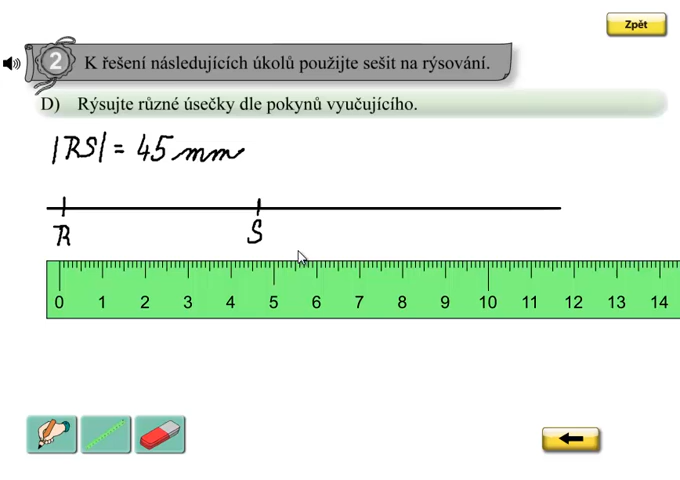 Zpět
2 K řešení následujících úkolů použijte sešit na rýsování.
D) Rýsujte různé úsečky dle pokynů vyučujícího.
|RS| = 45 mm
R S
0 1 2 3 4 5 6 7 8 9 10 11 12 13 14